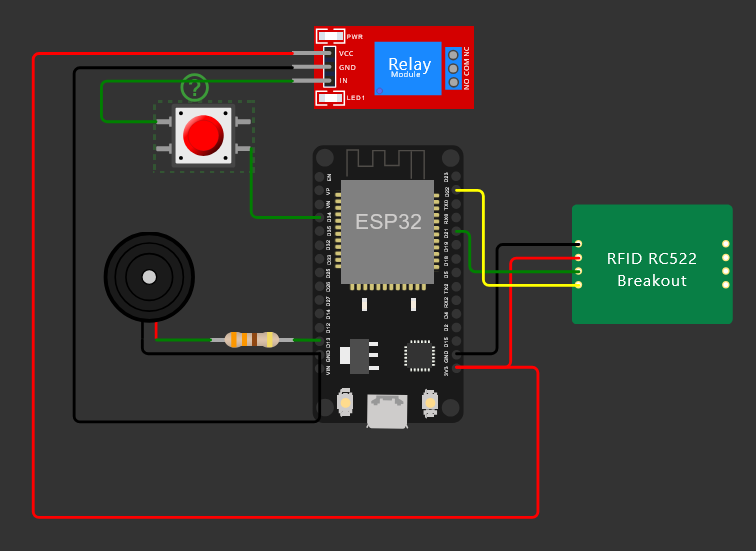 PWR
VCC
GND
IN
LED1
Relay
Module
NO COM NC
?
ESP32
EN
VP
VN
D34
D35
D32
D33
D25
D26
D27
D14
D12
D13
GND
VIN
D23
D22
TX0
RX0
D21
D19
D18
D5
TX2
RX2
D4
D2
D15
GND
3V3
RFID RC522
Breakout